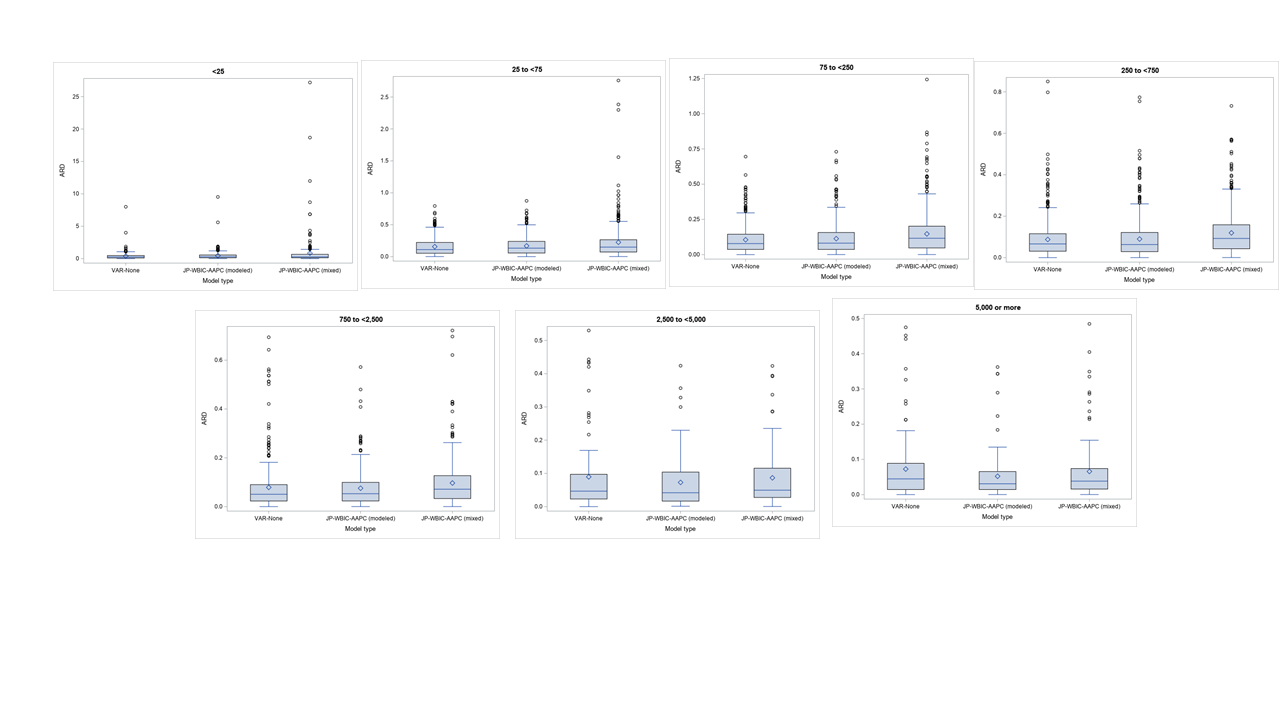 <25
ARD
25
20
15
10
5
0
VAR-None JP-WBIC-AAPC (modeled) JP-WBIC-AAPC (mixed)
Model type
25 to <75
ARD
2.5
2.0
1.5
1.0
0.5
0.0
VAR-None JP-WBIC-AAPC (modeled) JP-WBIC-AAPC (mixed)
Model type
75 to <250
ARD
1.25
1.00
0.75
0.50
0.25
0.00
VAR-None JP-WBIC-AAPC (modeled) JP-WBIC-AAPC (mixed)
Model type
250 to <750
ARD
0.8
0.6
0.4
0.2
0.0
VAR-None JP-WBIC-AAPC (modeled) JP-WBIC-AAPC (mixed)
Model type
750 to <2,500
ARD
0.6
0.4
0.2
0.0
VAR-None JP-WBIC-AAPC (modeled) JP-WBIC-AAPC (mixed)
Model type
2,500 to <5,000
ARD
0.5
0.4
0.3
0.2
0.1
0.0
VAR-None JP-WBIC-AAPC (modeled) JP-WBIC-AAPC (mixed)
Model type
5,000 or more
ARD
0.5
0.4
0.3
0.2
0.1
0.0
VAR-None JP-WBIC-AAPC (modeled) JP-WBIC-AAPC (mixed)
Model type